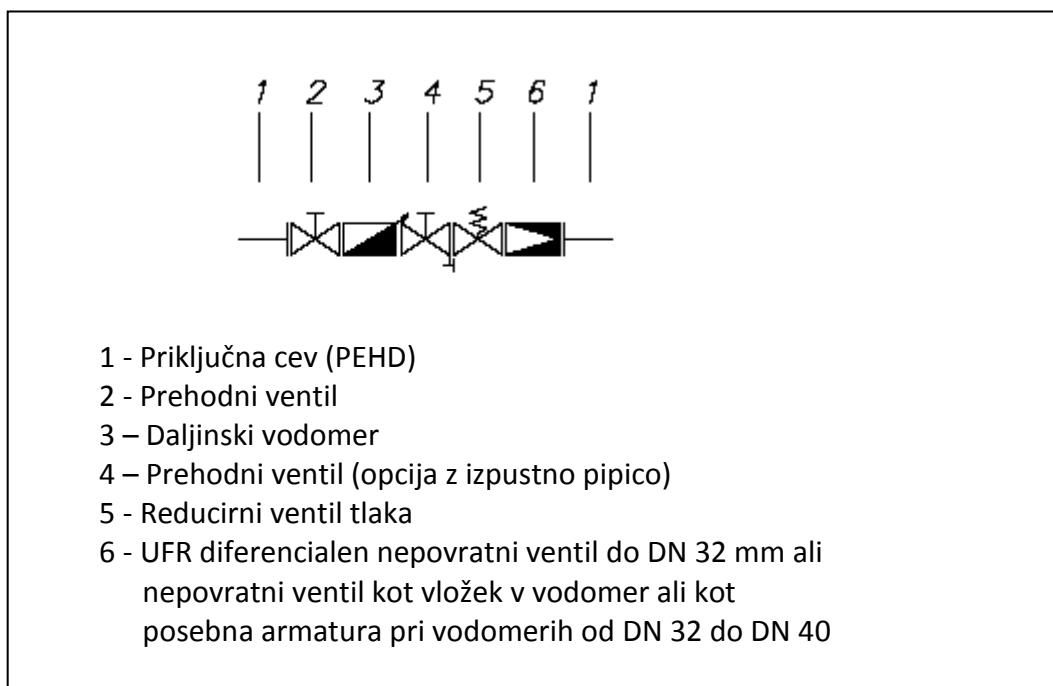 1 2 3 4 5 6 1
1 - Priključna cev (PEHD)
2 - Prehodni ventil
3 – Daljinski vodomer
4 – Prehodni ventil (opcija z izpustno pipico)
5 - Reducirni ventil tlaka
6 - UFR diferencialen nepovratni ventil do DN 32 mm ali
nepovratni ventil kot vložek v vodomer ali kot
posebna armatura pri vodomerih od DN 32 do DN 40